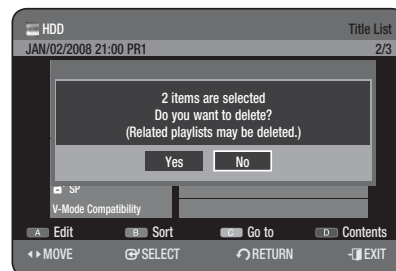 HDD Title List
JAN/02/2008 21:00 PR1 2/3
2 items are selected
Do you want to delete?
(Related playlists may be deleted.)
Yes No
SP
V-Mode Compatibility
A Edit B Sort C Go to D Contents
MOVE SELECT RETURN EXIT